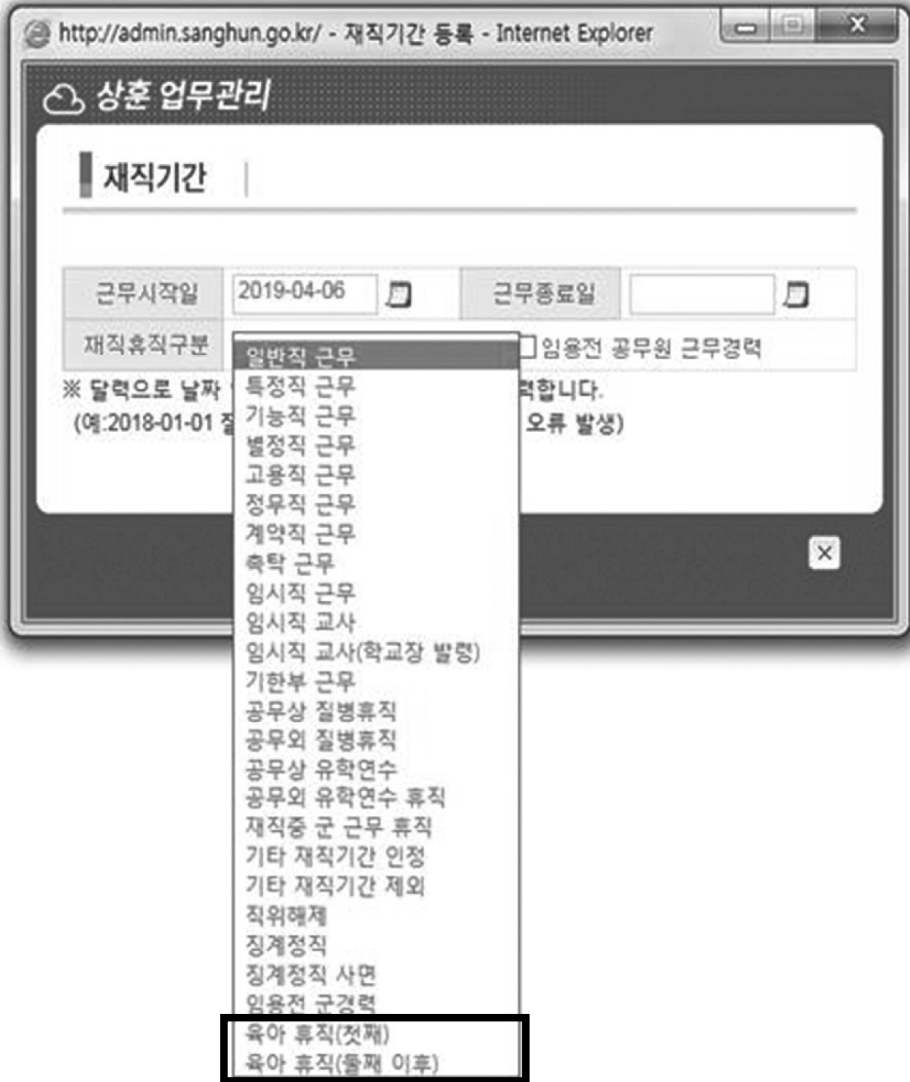 http://admin.sanghun.go.kr/ - 재직기간 등록 - Internet Explorer
상훈 업무관리
재직기간
근무시작일 2019-04-06 근무종료일
재직휴직구분 임용전 공무원 근무경력
※ 달력으로 날짜 력합니다.
(예:2018-01-01 오류 발생)
일반직 근무
특정직 근무
기능직 근무
별정직 근무
고용직 근무
정무직 근무
계약직 근무
촉탁 근무
임시직 근무
임시직 교사
임시직 교사(학교장 발령)
기한부 근무
공무상 질병휴직
공무외 질병휴직
공무상 유학연수
공무외 유학연수 휴직
재직중 군 근무 휴직
기타 재직기간 인정
기타 재직기간 제외
직위해제
징계정직
징계정직 사면
임용전 군경력
육아 휴직(첫째)
육아 휴직(둘째 이후)